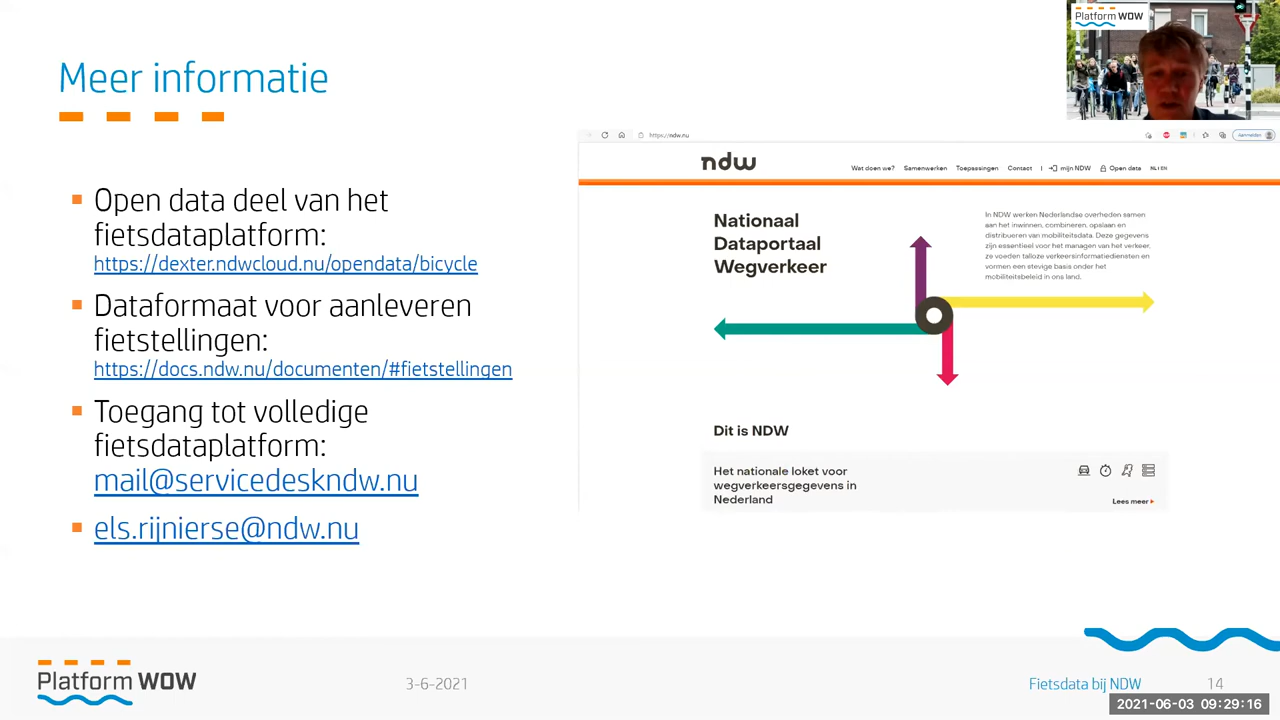 Meer informatie
Platform WOW
Open data deel van het
fietsdataplatform:
https://dexter.ndwcloud.nu/opendata/bicycle
Dataformaat voor aanleveren
fietstellingen:
https://docs.ndw.nu/documenten/#fietstellingen
Toegang tot volledige
fietsdataplatform:
mail@servicedeskndw.nu
els.rijnierse@ndw.nu
https://ndw.nu
Aanmelden
ndw
Wat doen we? Samenwerken Toepassingen Contact | mijn NDW Open data NL | EN
Nationaal
Dataportaal
Wegverkeer
In NDW werken Nederlandse overheden samen
aan het inwinnen, combineren, opslaan en
distribueren van mobiliteitsdata. Deze gegevens
zijn essentieel voor het managen van het verkeer,
ze voeden talloze verkeersinformatiediensten en
vormen een stevige basis onder het
mobiliteitsbeleid in ons land.
Dit is NDW
Het nationale loket voor
wegverkeersgegevens in
Nederland
Lees meer
Platform WOW
3-6-2021
Fietsdata bij NDW
14
2021-06-03 09:29:16